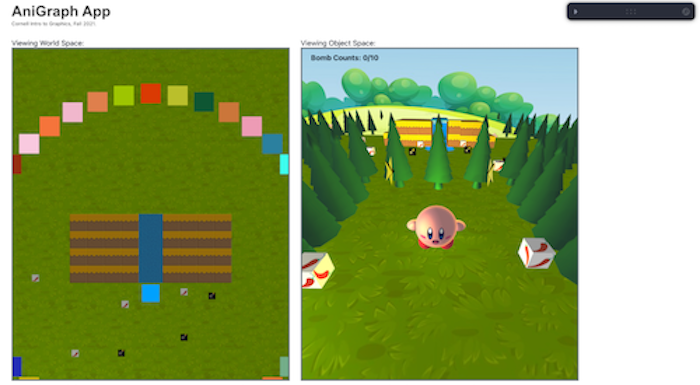 AniGraph App
Cornell Intro to Graphics, Fall 2021
Viewing World Space:
Viewing Object Space:
Bomb Counts: 0/10